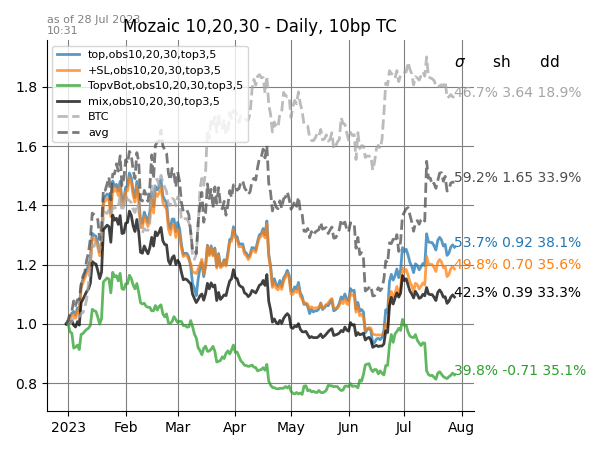 as of 28 Jul 2023
10:31
Mozaic 10,20,30 - Daily, 10bp TC
top,obs10,20,30,top3,5
+SL,obs10,20,30,top3,5
TopvBot,obs10,20,30,top3,5
mix,obs10,20,30,top3,5
BTC
avg
σ sh dd
46.7% 3.64 18.9%
59.2% 1.65 33.9%
53.7% 0.92 38.1%
49.8% 0.70 35.6%
42.3% 0.39 33.3%
39.8% -0.71 35.1%
1.8
1.6
1.4
1.2
1.0
0.8
2023 Feb Mar Apr May Jun Jul Aug